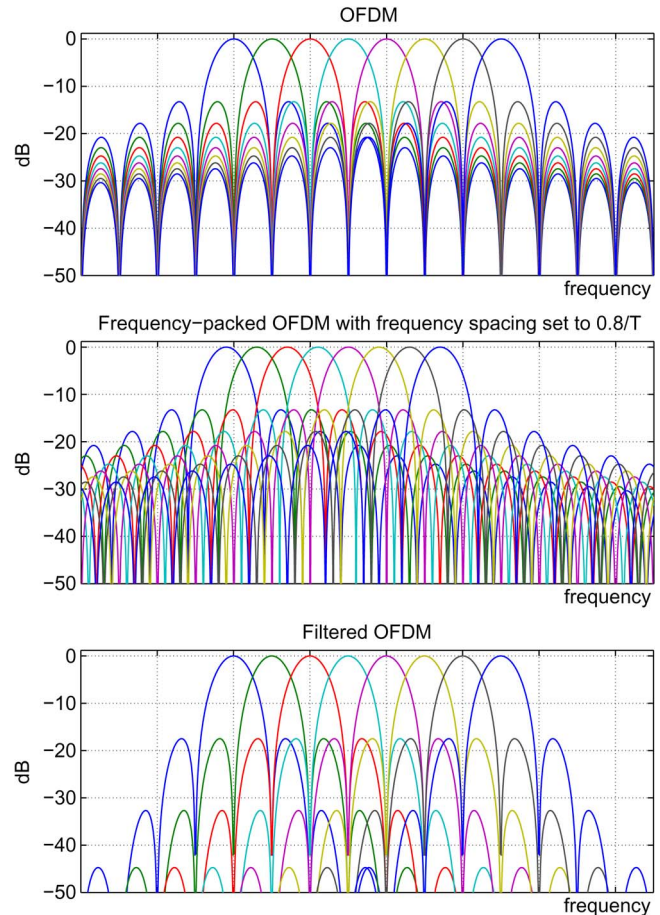 OFDM
0
−10
−20
−30
−40
−50
dB
frequency
Frequency−packed OFDM with frequency spacing set to 0.8/T
0
−10
−20
−30
−40
−50
dB
frequency
Filtered OFDM
0
−10
−20
−30
−40
−50
dB
frequency